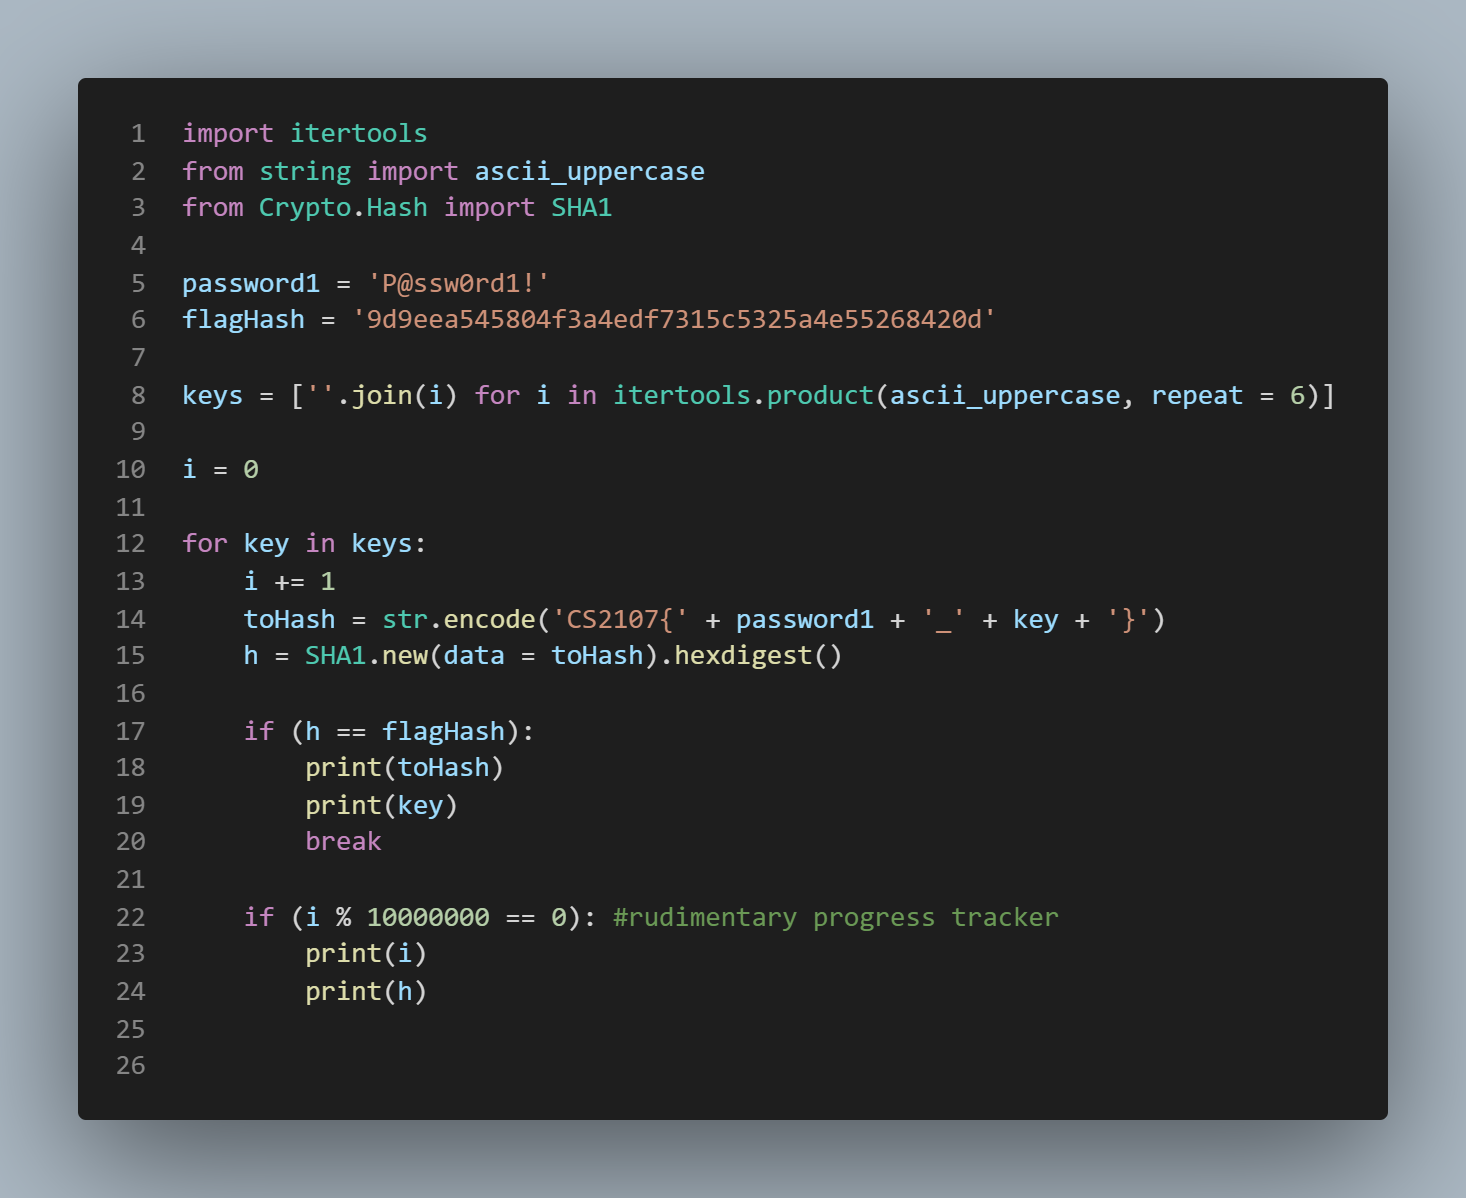 1 import itertools
2 from string import ascii_uppercase
3 from Crypto.Hash import SHA1
4
5 password1 = 'P@ssw0rd1!'
6 flagHash = '9d9eea545804f3a4edf7315c5325a4e55268420d'
7
8 keys = [''.join(i) for i in itertools.product(ascii_uppercase, repeat = 6)]
9
10 i = 0
11
12 for key in keys:
13     i += 1
14     toHash = str.encode('CS2107{' + password1 + '_' + key + '}')
15     h = SHA1.new(data = toHash).hexdigest()
16
17     if (h == flagHash):
18         print(toHash)
19         print(key)
20         break
21
22     if (i % 10000000 == 0): #rudimentary progress tracker
23         print(i)
24         print(h)
25
26